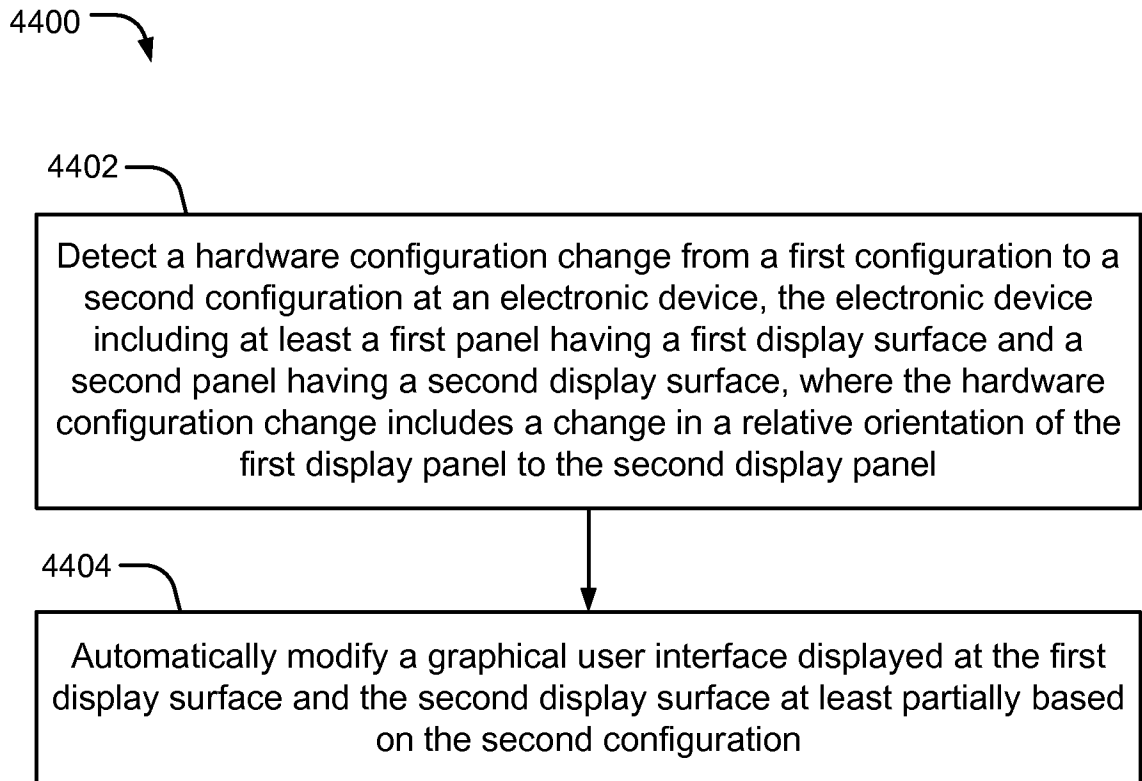 4400
4402
Detect a hardware configuration change from a first configuration to a
second configuration at an electronic device, the electronic device
including at least a first panel having a first display surface and a
second panel having a second display surface, where the hardware
configuration change includes a change in a relative orientation of the
first display panel to the second display panel
4404
Automatically modify a graphical user interface displayed at the first
display surface and the second display surface at least partially based
on the second configuration